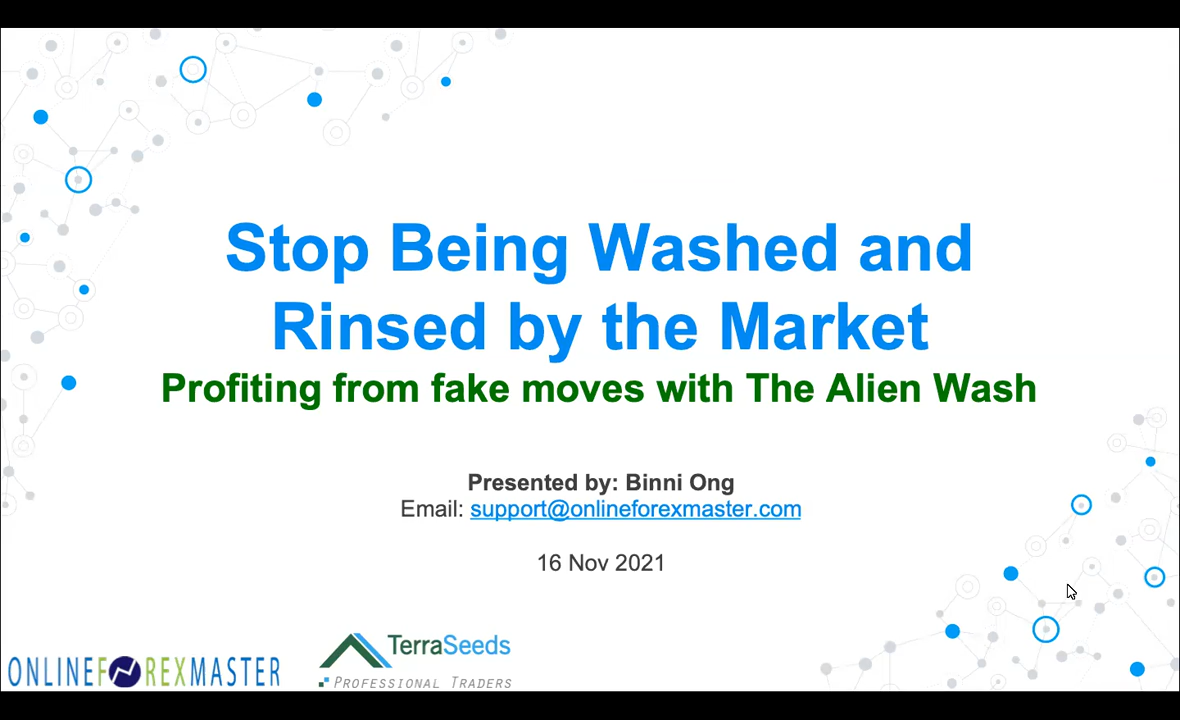 Stop Being Washed and
Rinsed by the Market
Profiting from fake moves with The Alien Wash
Presented by: Binni Ong
Email: support@onlineforexmaster.com
16 Nov 2021
ONLINEFOREXMASTER
TerraSeeds
PROFESSIONAL TRADERS